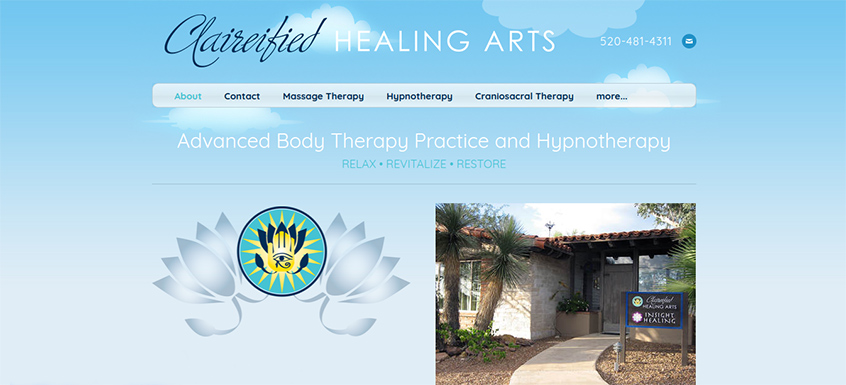 Claireified HEALING ARTS
520-481-4311
About Contact Massage Therapy Hypnotherapy Craniosacral Therapy more...
Advanced Body Therapy Practice and Hypnotherapy
RELAX • REVITALIZE • RESTORE
Claireified
HEALING ARTS
INSIGHT
HEALING